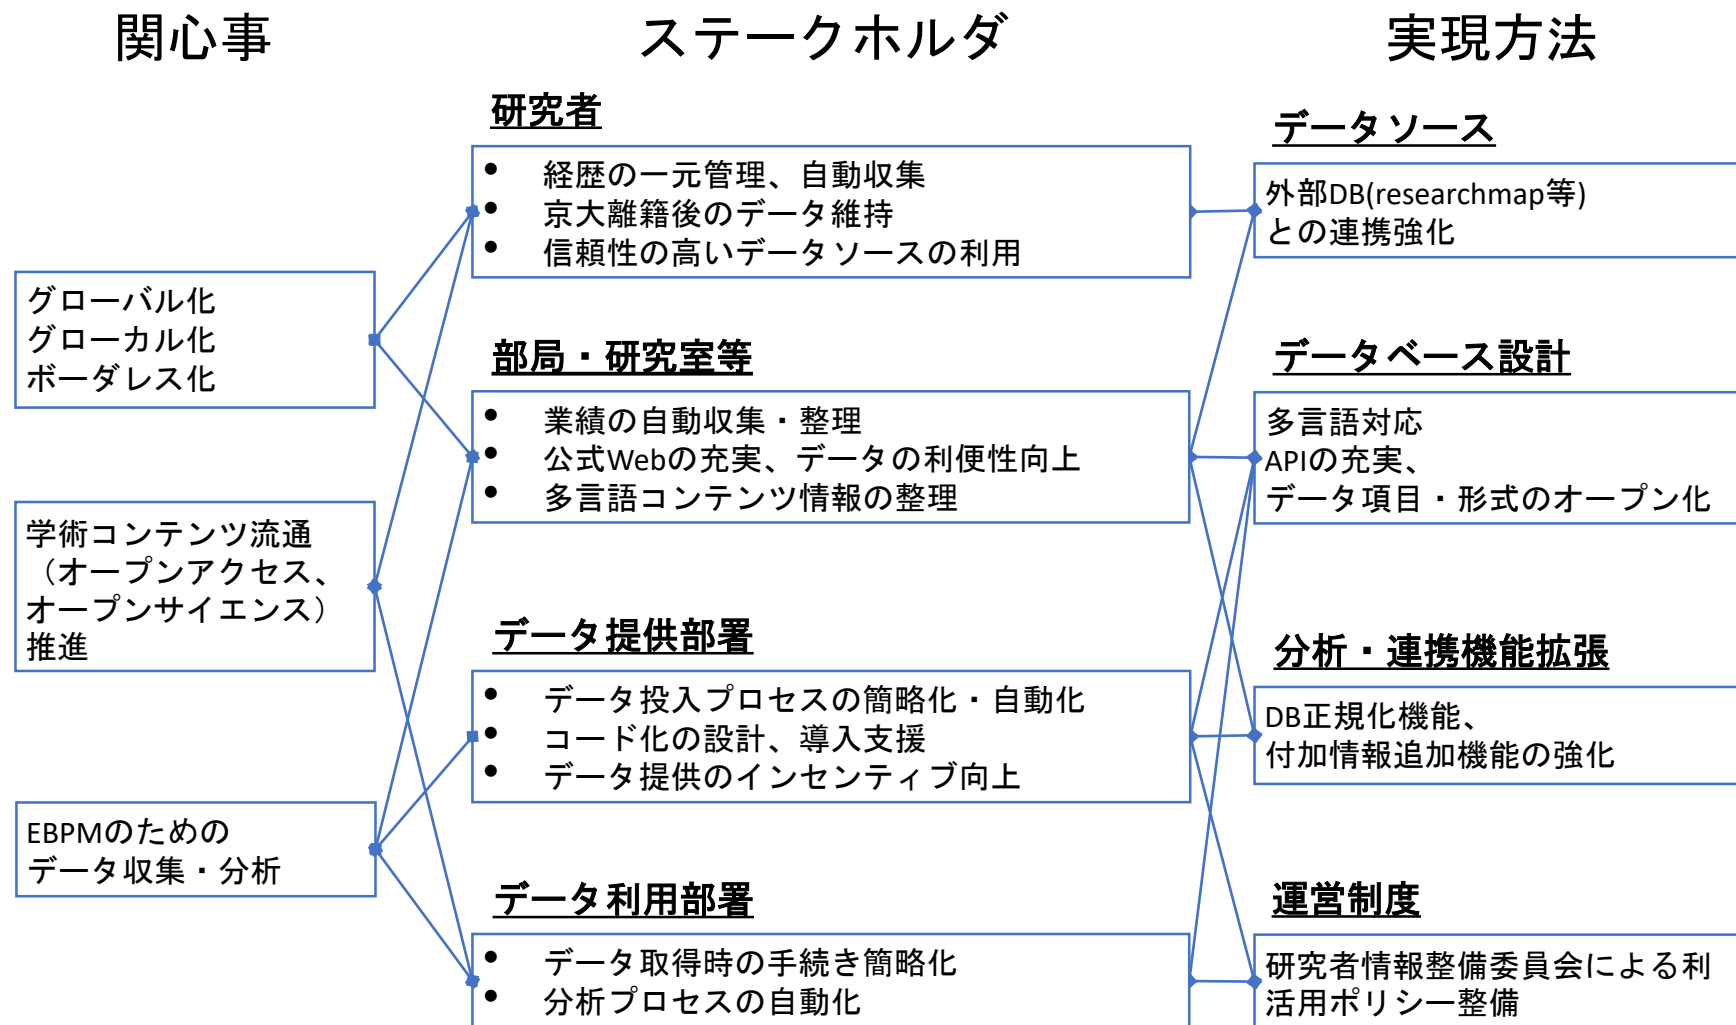 関心事
ステークホルダ
実現方法
グローバル化
グローカル化
ボーダレス化
学術コンテンツ流通
（オープンアクセス、
オープンサイエンス）
推進
EBPMのための
データ収集・分析
研究者
• 経歴の一元管理、自動収集
• 京大離籍後のデータ維持
• 信頼性の高いデータソースの利用
部局・研究室等
• 業績の自動収集・整理
• 公式Webの充実、データの利便性向上
• 多言語コンテンツ情報の整理
データ提供部署
• データ投入プロセスの簡略化・自動化
• コード化の設計、導入支援
• データ提供のインセンティブ向上
データ利用部署
• データ取得時の手続き簡略化
• 分析プロセスの自動化
データソース
外部DB(researchmap等)
との連携強化
データベース設計
多言語対応
APIの充実、
データ項目・形式のオープン化
分析・連携機能拡張
DB正規化機能、
付加情報追加機能の強化
運営制度
研究者情報整備委員会による利
活用ポリシー整備